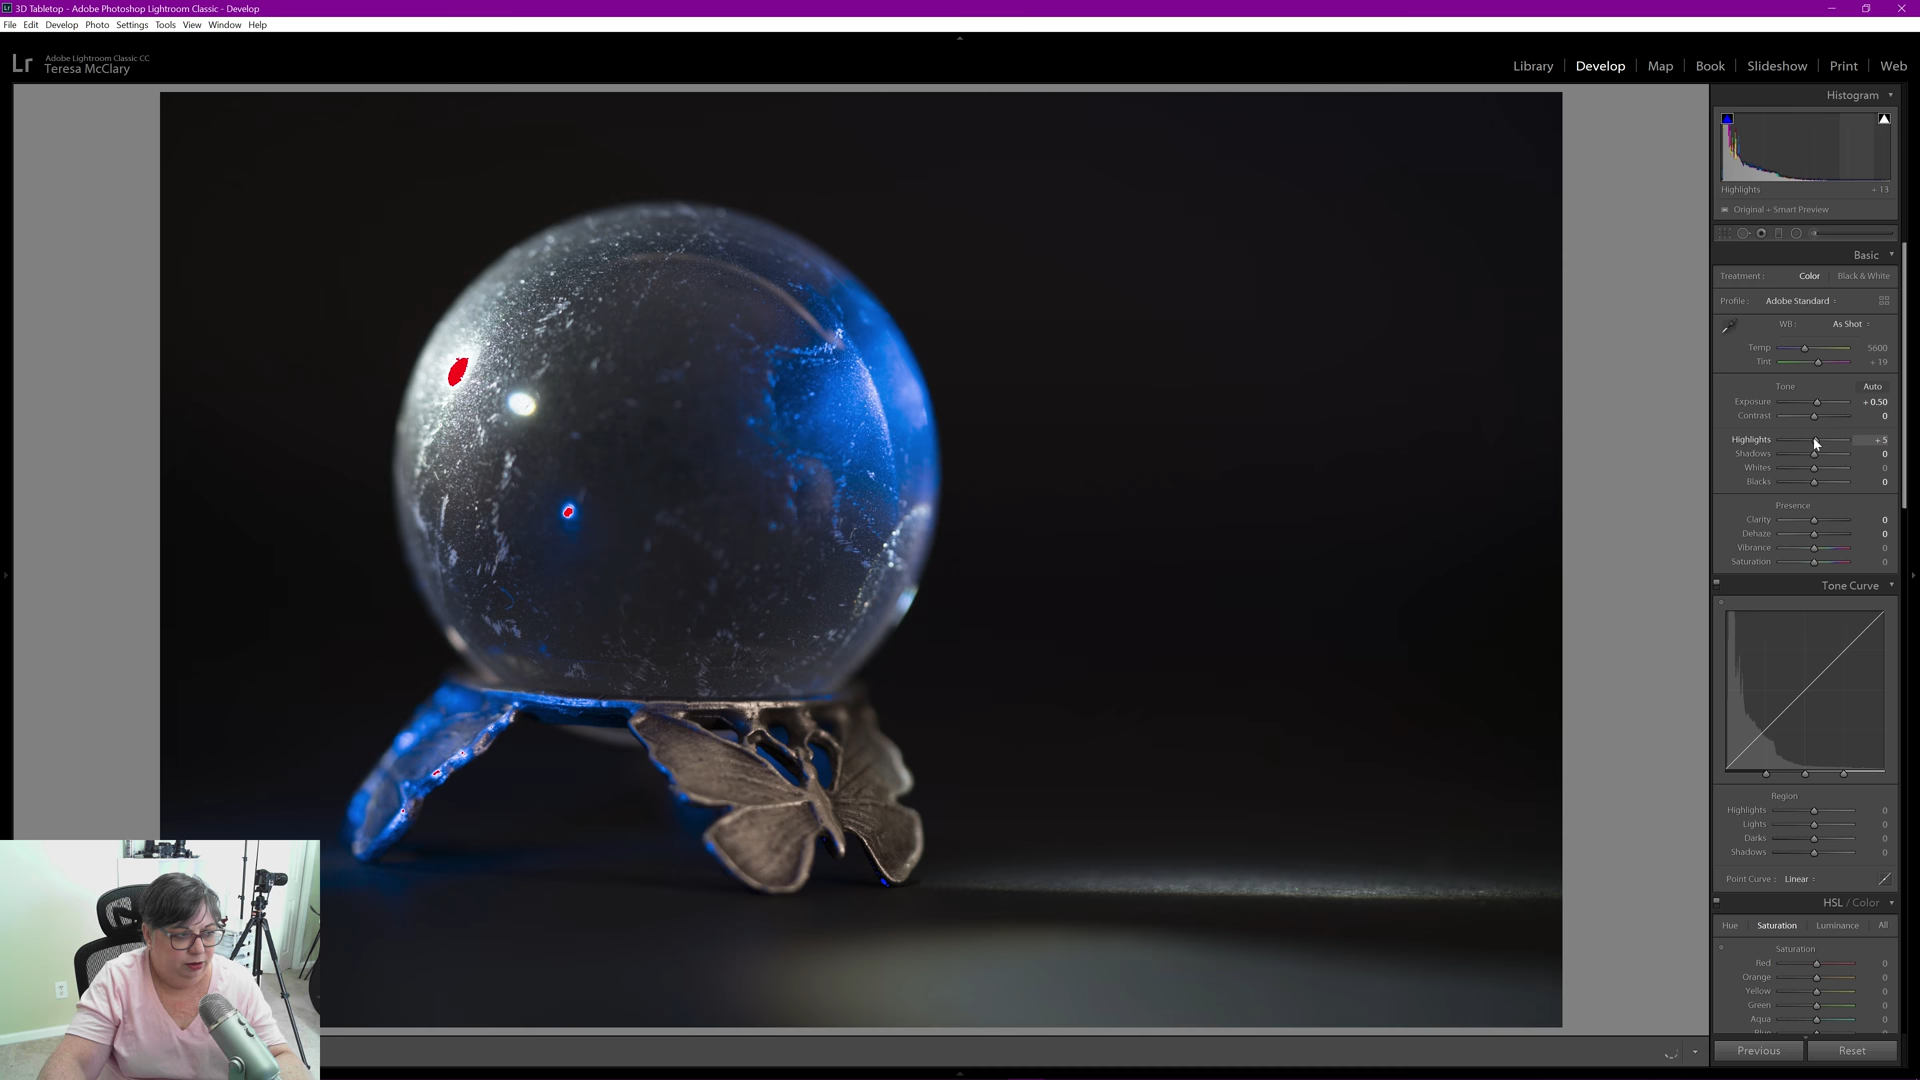 3D Tabletop - Adobe Photoshop Lightroom Classic - Develop
File Edit Develop Photo Settings Tools View Window Help
Lr Adobe Lightroom Classic CC
Teresa McClary
Library | Develop | Map | Book | Slideshow | Print | Web
Histogram
Highlights + 13
Original + Smart Preview
Basic
Treatment : Color Black & White
Profile : Adobe Standard
WB : As Shot
Temp 5600
Tint + 19
Tone Auto
Exposure + 0.50
Contrast 0
Highlights + 5
Shadows 0
Whites 0
Blacks 0
Presence
Clarity 0
Dehaze 0
Vibrance 0
Saturation 0
Tone Curve
Region
Highlights 0
Lights 0
Darks 0
Shadows 0
Point Curve : Linear
HSL / Color
Hue Saturation Luminance All
Saturation
Red 0
Orange 0
Yellow 0
Green 0
Aqua 0
Previous Reset